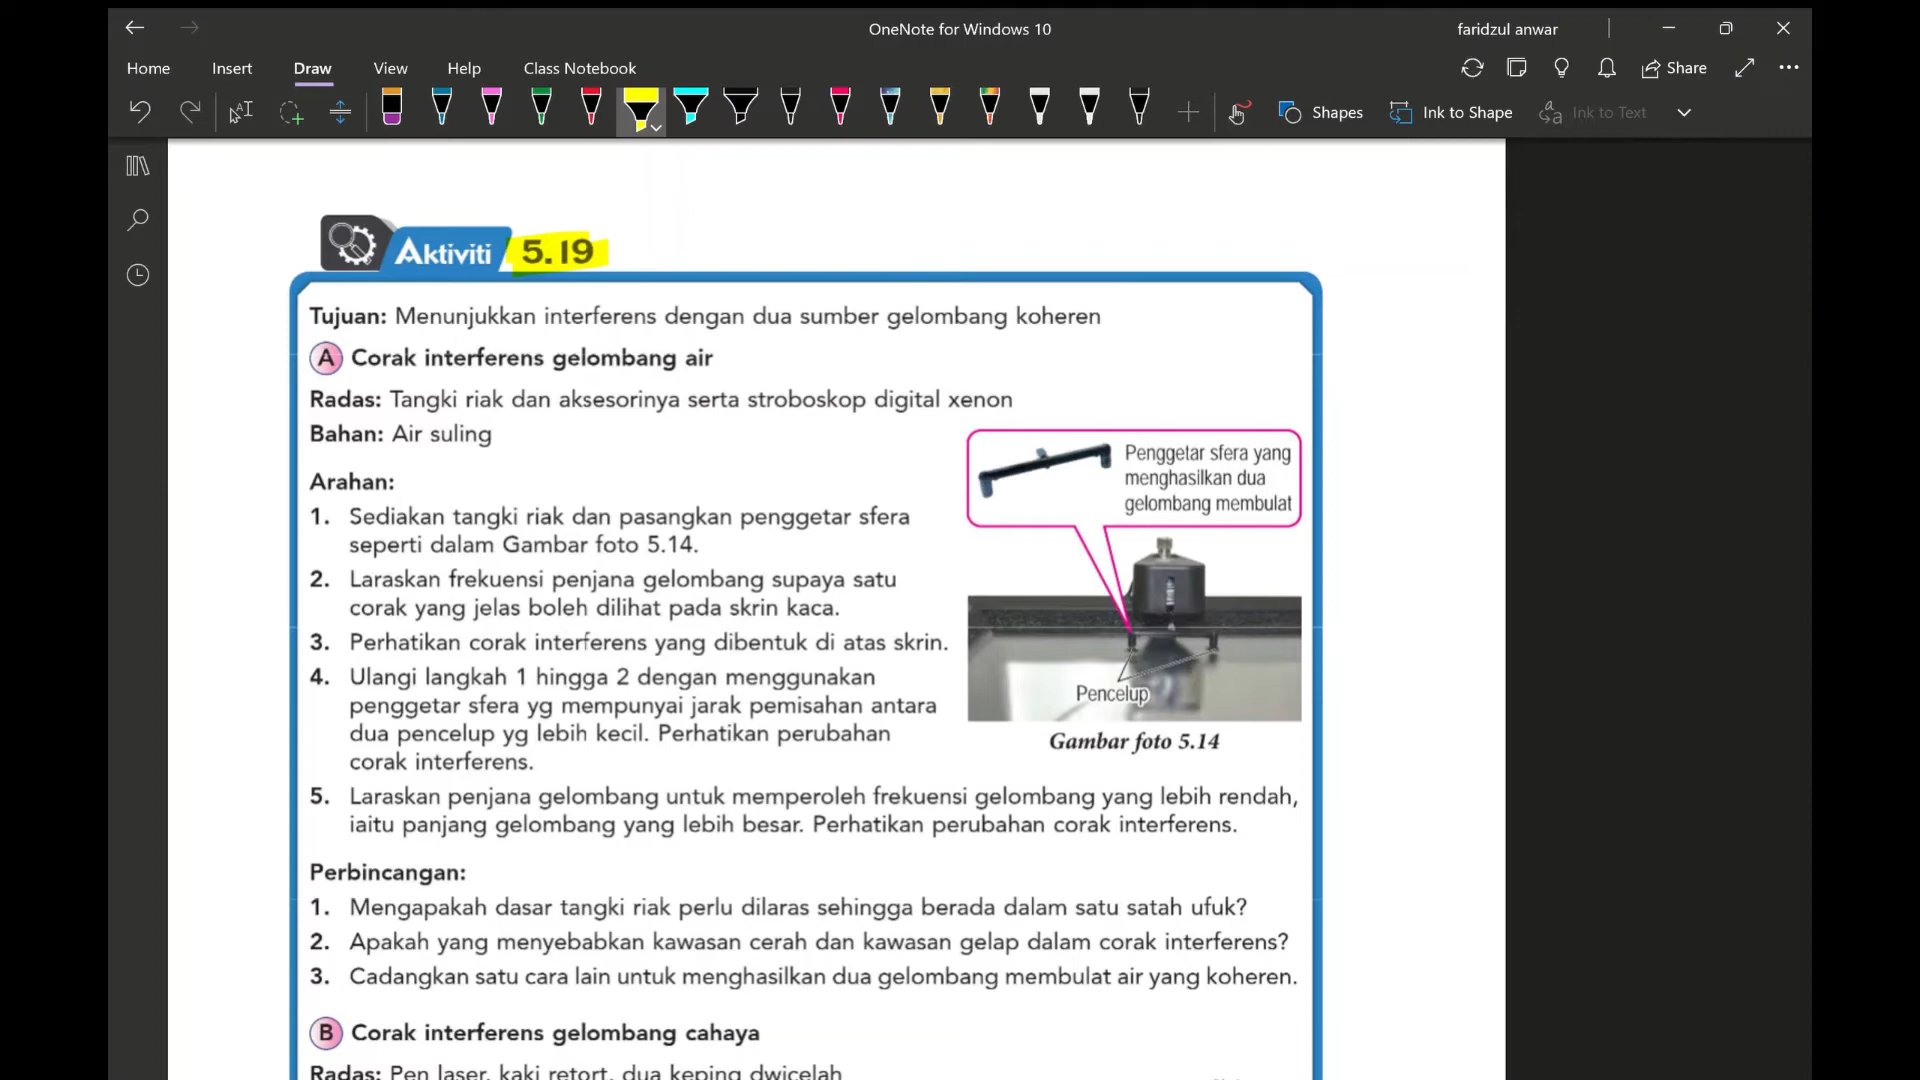 OneNote for Windows 10
faridzul anwar
Home Insert Draw View Help Class Notebook
Share
Shapes
Ink to Shape
Ink to Text
Aktiviti 5.19
Tujuan: Menunjukkan interferens dengan dua sumber gelombang koheren
A Corak interferens gelombang air
Radas: Tangki riak dan aksesorinya serta stroboskop digital xenon
Bahan: Air suling
Arahan:
1. Sediakan tangki riak dan pasangkan penggetar sfera
seperti dalam Gambar foto 5.14.
2. Laraskan frekuensi penjana gelombang supaya satu
corak yang jelas boleh dilihat pada skrin kaca.
3. Perhatikan corak interferens yang dibentuk di atas skrin.
4. Ulangi langkah 1 hingga 2 dengan menggunakan
penggetar sfera yg mempunyai jarak pemisahan antara
dua pencelup yg lebih kecil. Perhatikan perubahan
corak interferens.
Penggetar sfera yang
menghasilkan dua
gelombang membulat
Pencelup
Gambar foto 5.14
5. Laraskan penjana gelombang untuk memperoleh frekuensi gelombang yang lebih rendah,
iaitu panjang gelombang yang lebih besar. Perhatikan perubahan corak interferens.
Perbincangan:
1. Mengapakah dasar tangki riak perlu dilaras sehingga berada dalam satu satah ufuk?
2. Apakah yang menyebabkan kawasan cerah dan kawasan gelap dalam corak interferens?
3. Cadangkan satu cara lain untuk menghasilkan dua gelombang membulat air yang koheren.
B Corak interferens gelombang cahaya
Radas: Pen laser, kaki retort, dua keping dwicelah